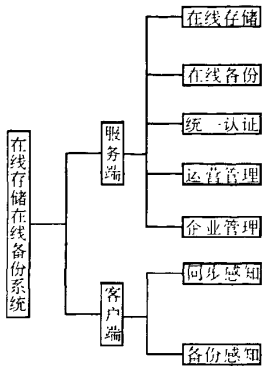 在线存储在线备份系统
服务端
在线存储
在线备份
统一认证
运营管理
企业管理
客户端
同步感知
备份感知